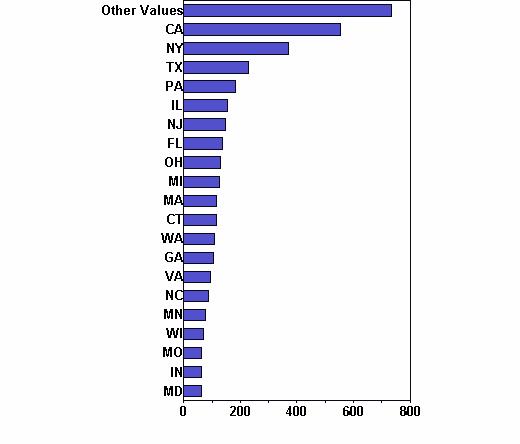 Other Values
CA
NY
TX
PA
IL
NJ
FL
OH
MI
MA
CT
WA
GA
VA
NC
MN
WI
MO
IN
MD
0 200 400 600 800